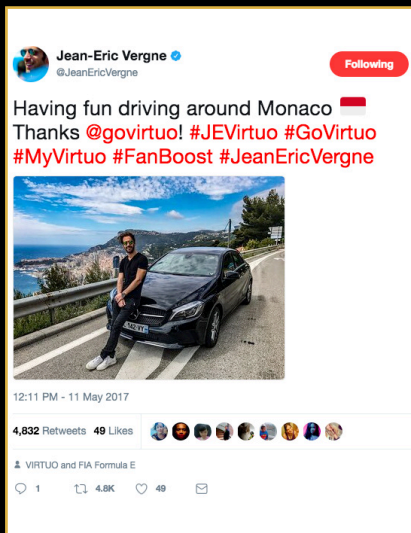 Jean-Eric Vergne
@JeanEricVergne
Following
Having fun driving around Monaco
Thanks @govirtuo! #JEVirtuo #GoVirtuo
#MyVirtuo #FanBoost #JeanEricVergne
12:11 PM - 11 May 2017
4,832 Retweets 49 Likes
VIRTUO and FIA Formula E
1 4.8K 49